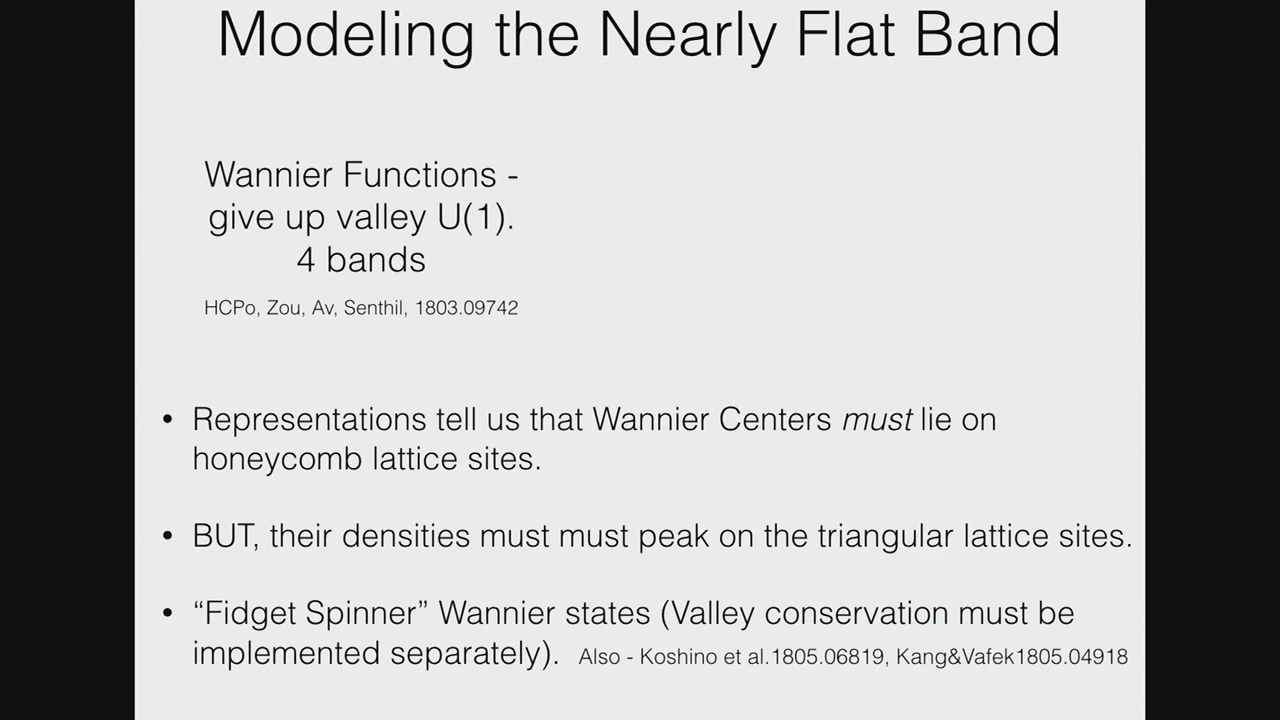 Modeling the Nearly Flat Band
Wannier Functions -
give up valley U(1).
4 bands
HCPo, Zou, Av, Senthil, 1803.09742
• Representations tell us that Wannier Centers must lie on
honeycomb lattice sites.
• BUT, their densities must must peak on the triangular lattice sites.
• “Fidget Spinner” Wannier states (Valley conservation must be
implemented separately). Also - Koshino et al.1805.06819, Kang&Vafek1805.04918